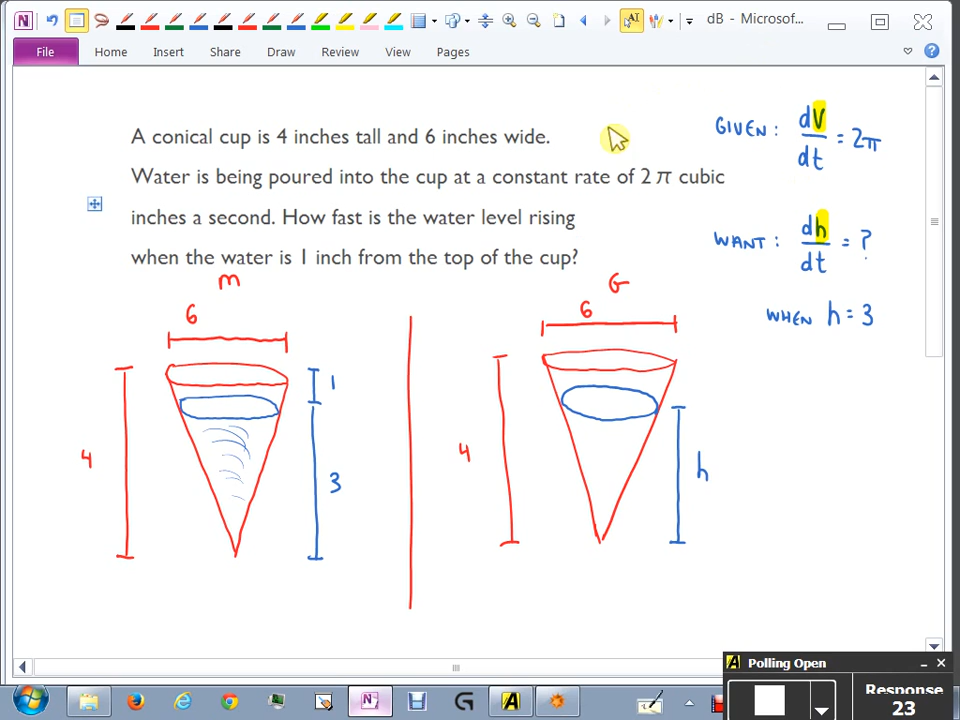 dB - Microsof...
File Home Insert Share Draw Review View Pages
A conical cup is 4 inches tall and 6 inches wide.
Water is being poured into the cup at a constant rate of 2 π cubic
inches a second. How fast is the water level rising
when the water is 1 inch from the top of the cup?
GIVEN: dV/dt = 2π
WANT: dh/dt = ?
WHEN h = 3
M
6
4
1
3
G
6
4
h
Polling Open
Response
23